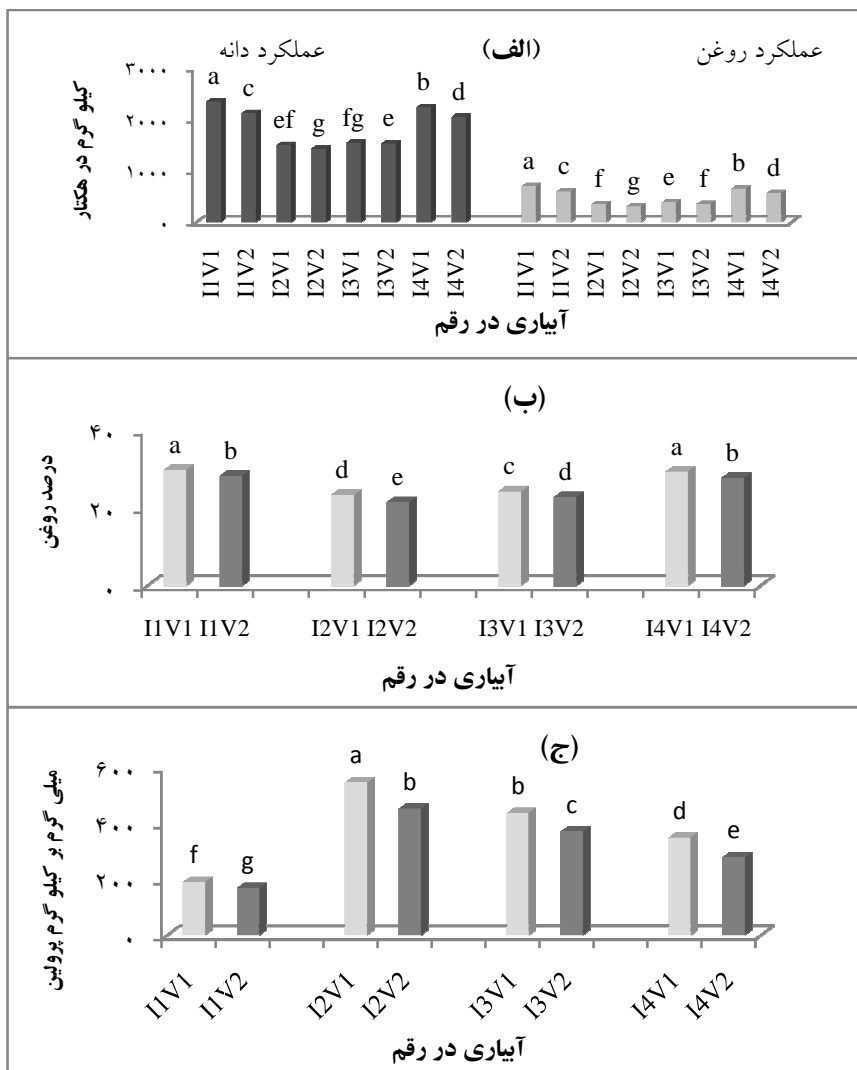 عملکرد دانه (الف) عملکرد روغن
کیلو گرم در هکتار
۳۰۰۰
۲۰۰۰
۱۰۰۰
۰
a c ef g fg e b d a c f g e f b d
I1V1 I1V2 I2V1 I2V2 I3V1 I3V2 I4V1 I4V2 I1V1 I1V2 I2V1 I2V2 I3V1 I3V2 I4V1 I4V2
آبیاری در رقم
(ب)
درصد روغن
۴۰
۲۰
۰
a b d e c d a b
I1V1 I1V2 I2V1 I2V2 I3V1 I3V2 I4V1 I4V2
آبیاری در رقم
(ج)
میلی گرم بر کیلو گرم پرولین
۶۰۰
۴۰۰
۲۰۰
۰
f g a b b c d e
I1V1 I1V2 I2V1 I2V2 I3V1 I3V2 I4V1 I4V2
آبیاری در رقم